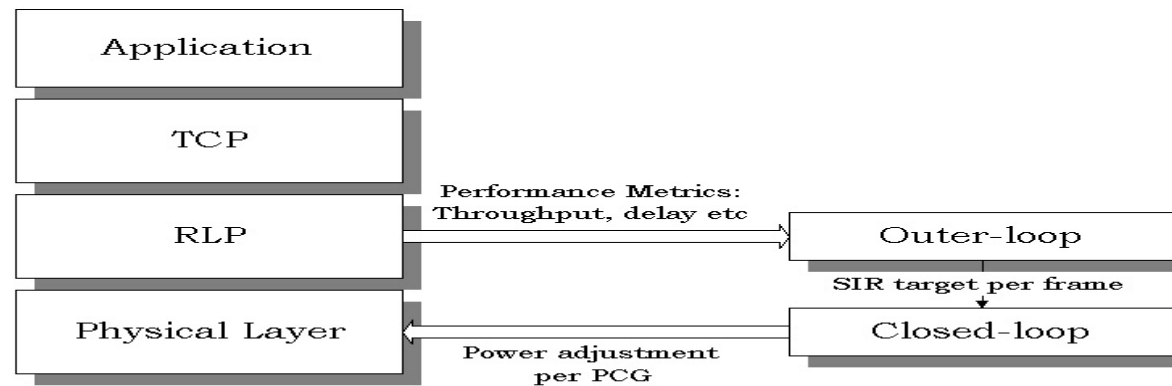 Application
TCP
Performance Metrics:
Throughput, delay etc
RLP
Outer-loop
SIR target per frame
Physical Layer
Closed-loop
Power adjustment
per PCG